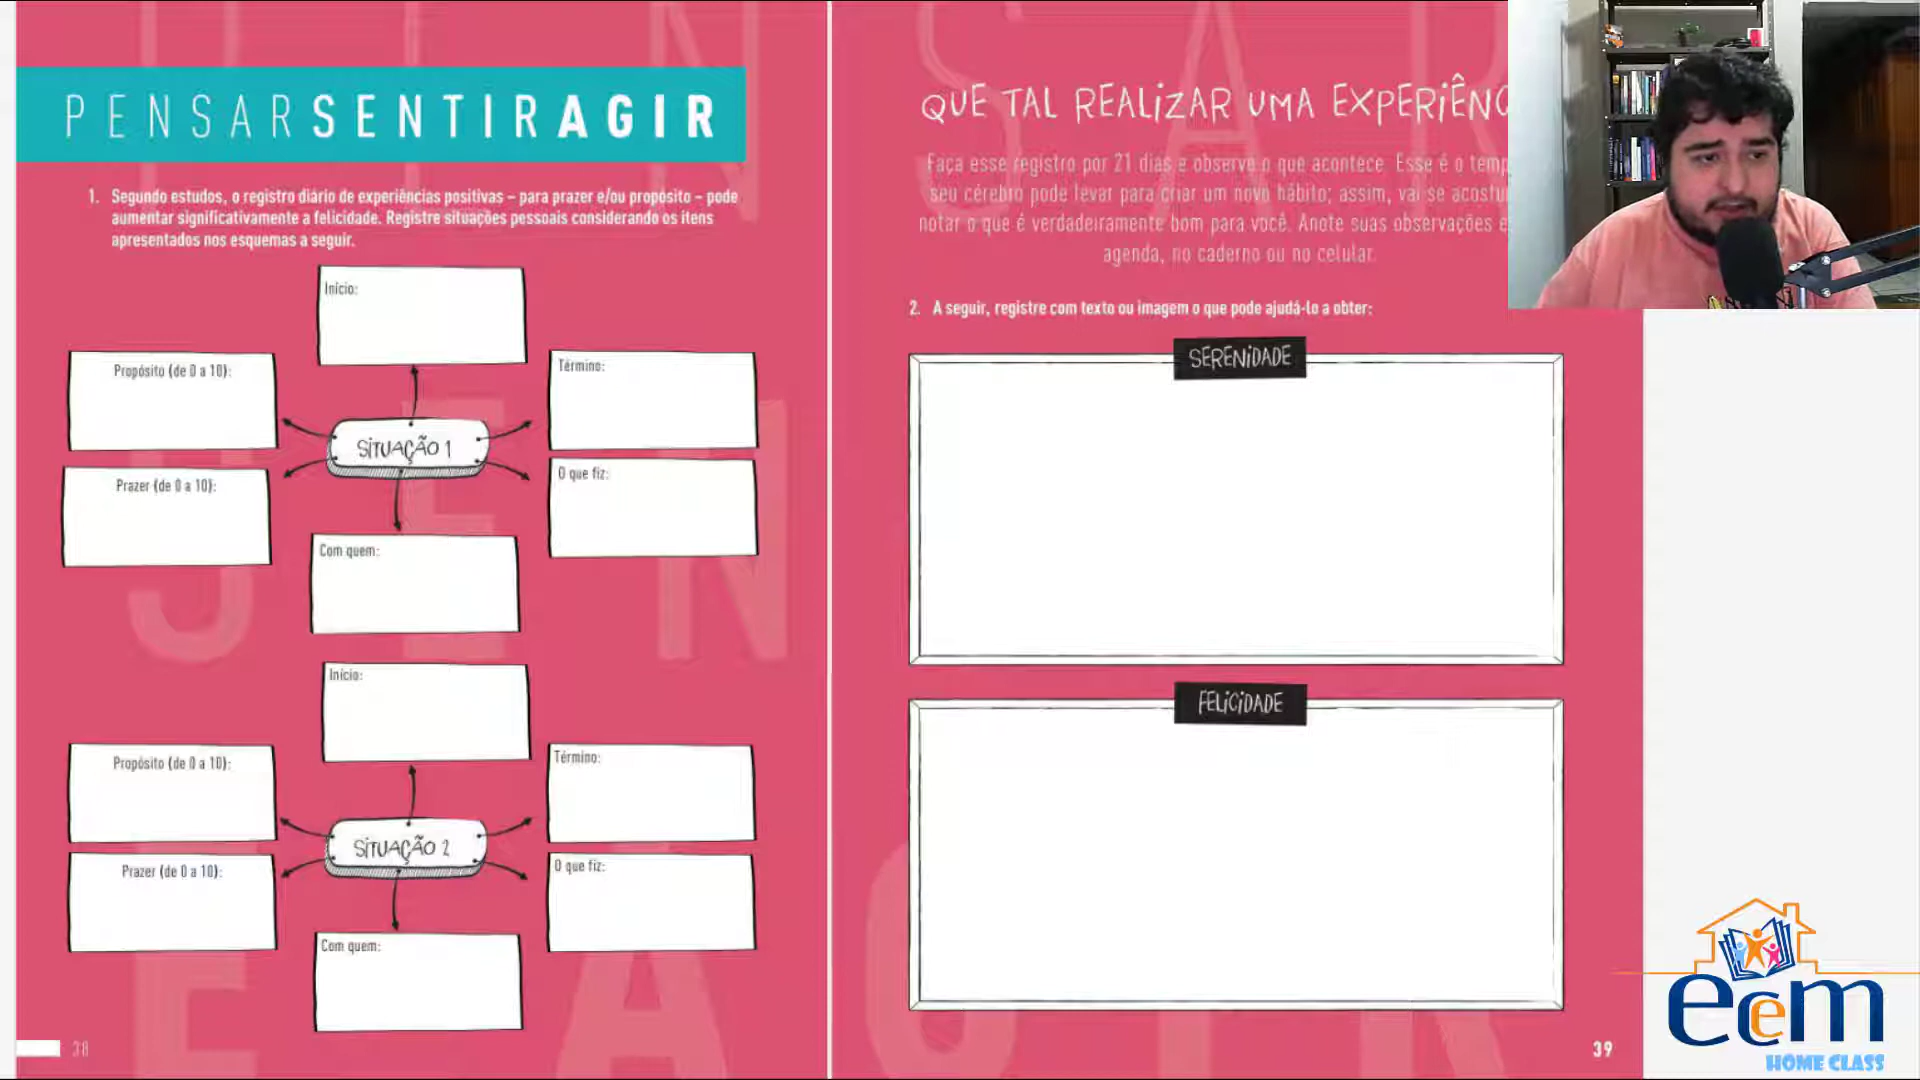 PENSARSENTIRAGIR
1. Segundo estudos, o registro diário de experiências positivas – para prazer e/ou propósito – pode
aumentar significativamente a felicidade. Registre situações pessoais considerando os itens
apresentados nos esquemas a seguir.
Início:
Propósito (de 0 a 10):
Término:
SITUAÇÃO 1
Prazer (de 0 a 10):
O que fiz:
Com quem:
Início:
Propósito (de 0 a 10):
Término:
SITUAÇÃO 2
Prazer (de 0 a 10):
O que fiz:
Com quem:
38
QUE TAL REALIZAR UMA
Faça esse registro por 21 dias e observe o que acontece. Esse é o
seu cérebro pode levar para criar um novo hábito; assim, vai se
notar o que é verdadeiramente bom para você. Anote suas observações
agenda, no caderno ou no celular.
2. A seguir, registre com texto ou imagem o que pode ajudá-lo a obter:
SERENIDADE
FELICIDADE
39
eCem
HOME CLASS